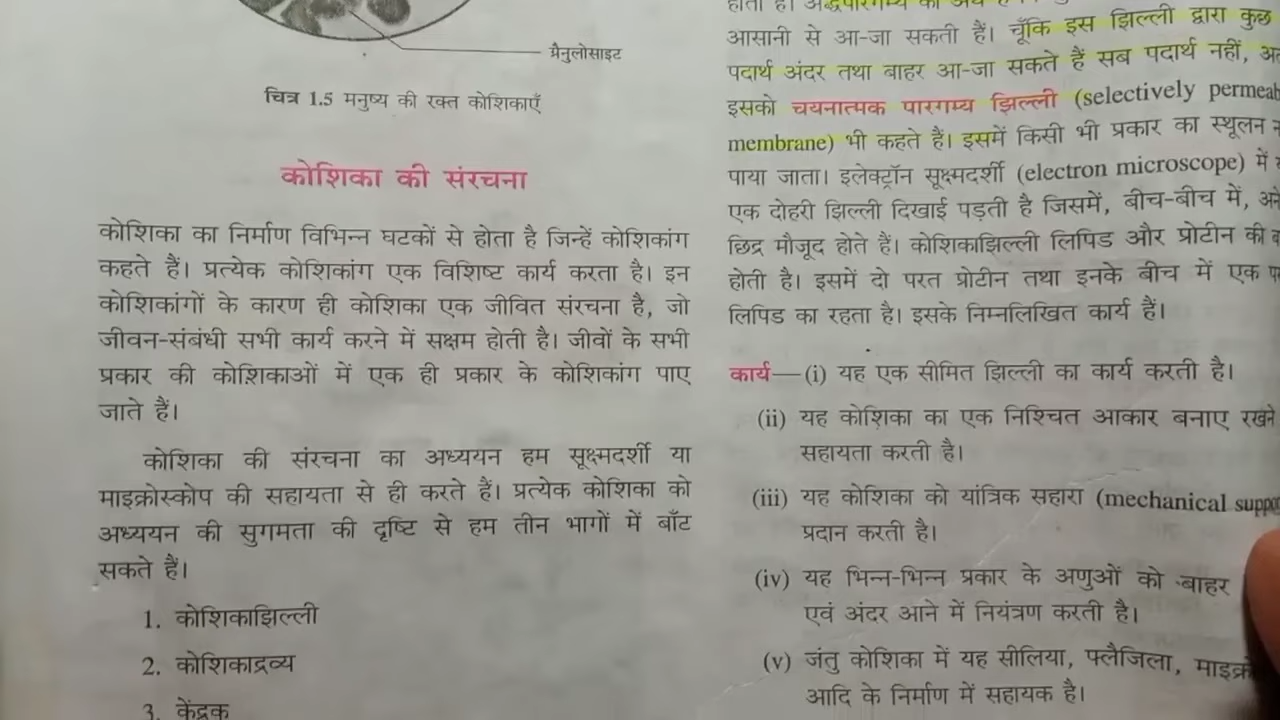 मैनुलोसाइट
चित्र 1.5 मनुष्य की रक्त कोशिकाएँ
कोशिका की संरचना
कोशिका का निर्माण विभिन्न घटकों से होता है जिन्हें कोशिकांग
कहते हैं। प्रत्येक कोशिकांग एक विशिष्ट कार्य करता है। इन
कोशिकांगों के कारण ही कोशिका एक जीवित संरचना है, जो
जीवन-संबंधी सभी कार्य करने में सक्षम होती है। जीवों के सभी
प्रकार की कोशिकाओं में एक ही प्रकार के कोशिकांग पाए
जाते हैं।
कोशिका की संरचना का अध्ययन हम सूक्ष्मदर्शी या
माइक्रोस्कोप की सहायता से ही करते हैं। प्रत्येक कोशिका को
अध्ययन की सुगमता की दृष्टि से हम तीन भागों में बाँट
सकते हैं।
1. कोशिकाझिल्ली
2. कोशिकाद्रव्य
3. केंद्रक
होता है। अर्द्धपारगम्य का अर्थ
आसानी से आ-जा सकती हैं। चूँकि इस झिल्ली द्वारा कुछ
पदार्थ अंदर तथा बाहर आ-जा सकते हैं सब पदार्थ नहीं,
इसको चयनात्मक पारगम्य झिल्ली (selectively
membrane) भी कहते हैं। इसमें किसी भी प्रकार का स्थूलन
पाया जाता। इलेक्ट्रॉन सूक्ष्मदर्शी (electron microscope) में
एक दोहरी झिल्ली दिखाई पड़ती है जिसमें, बीच-बीच में,
छिद्र मौजूद होते हैं। कोशिकाझिल्ली लिपिड और प्रोटीन की
होती है। इसमें दो परत प्रोटीन तथा इनके बीच में एक
लिपिड का रहता है। इसके निम्नलिखित कार्य हैं।
कार्य—(i) यह एक सीमित झिल्ली का कार्य करती है।
(ii) यह कोशिका का एक निश्चित आकार बनाए रखने
सहायता करती है।
(iii) यह कोशिका को यांत्रिक सहारा (mechanical
प्रदान करती है।
(iv) यह भिन्न-भिन्न प्रकार के अणुओं को बाहर
एवं अंदर आने में नियंत्रण करती है।
(v) जंतु कोशिका में यह सीलिया, फ्लैजिला,
आदि के निर्माण में सहायक है।